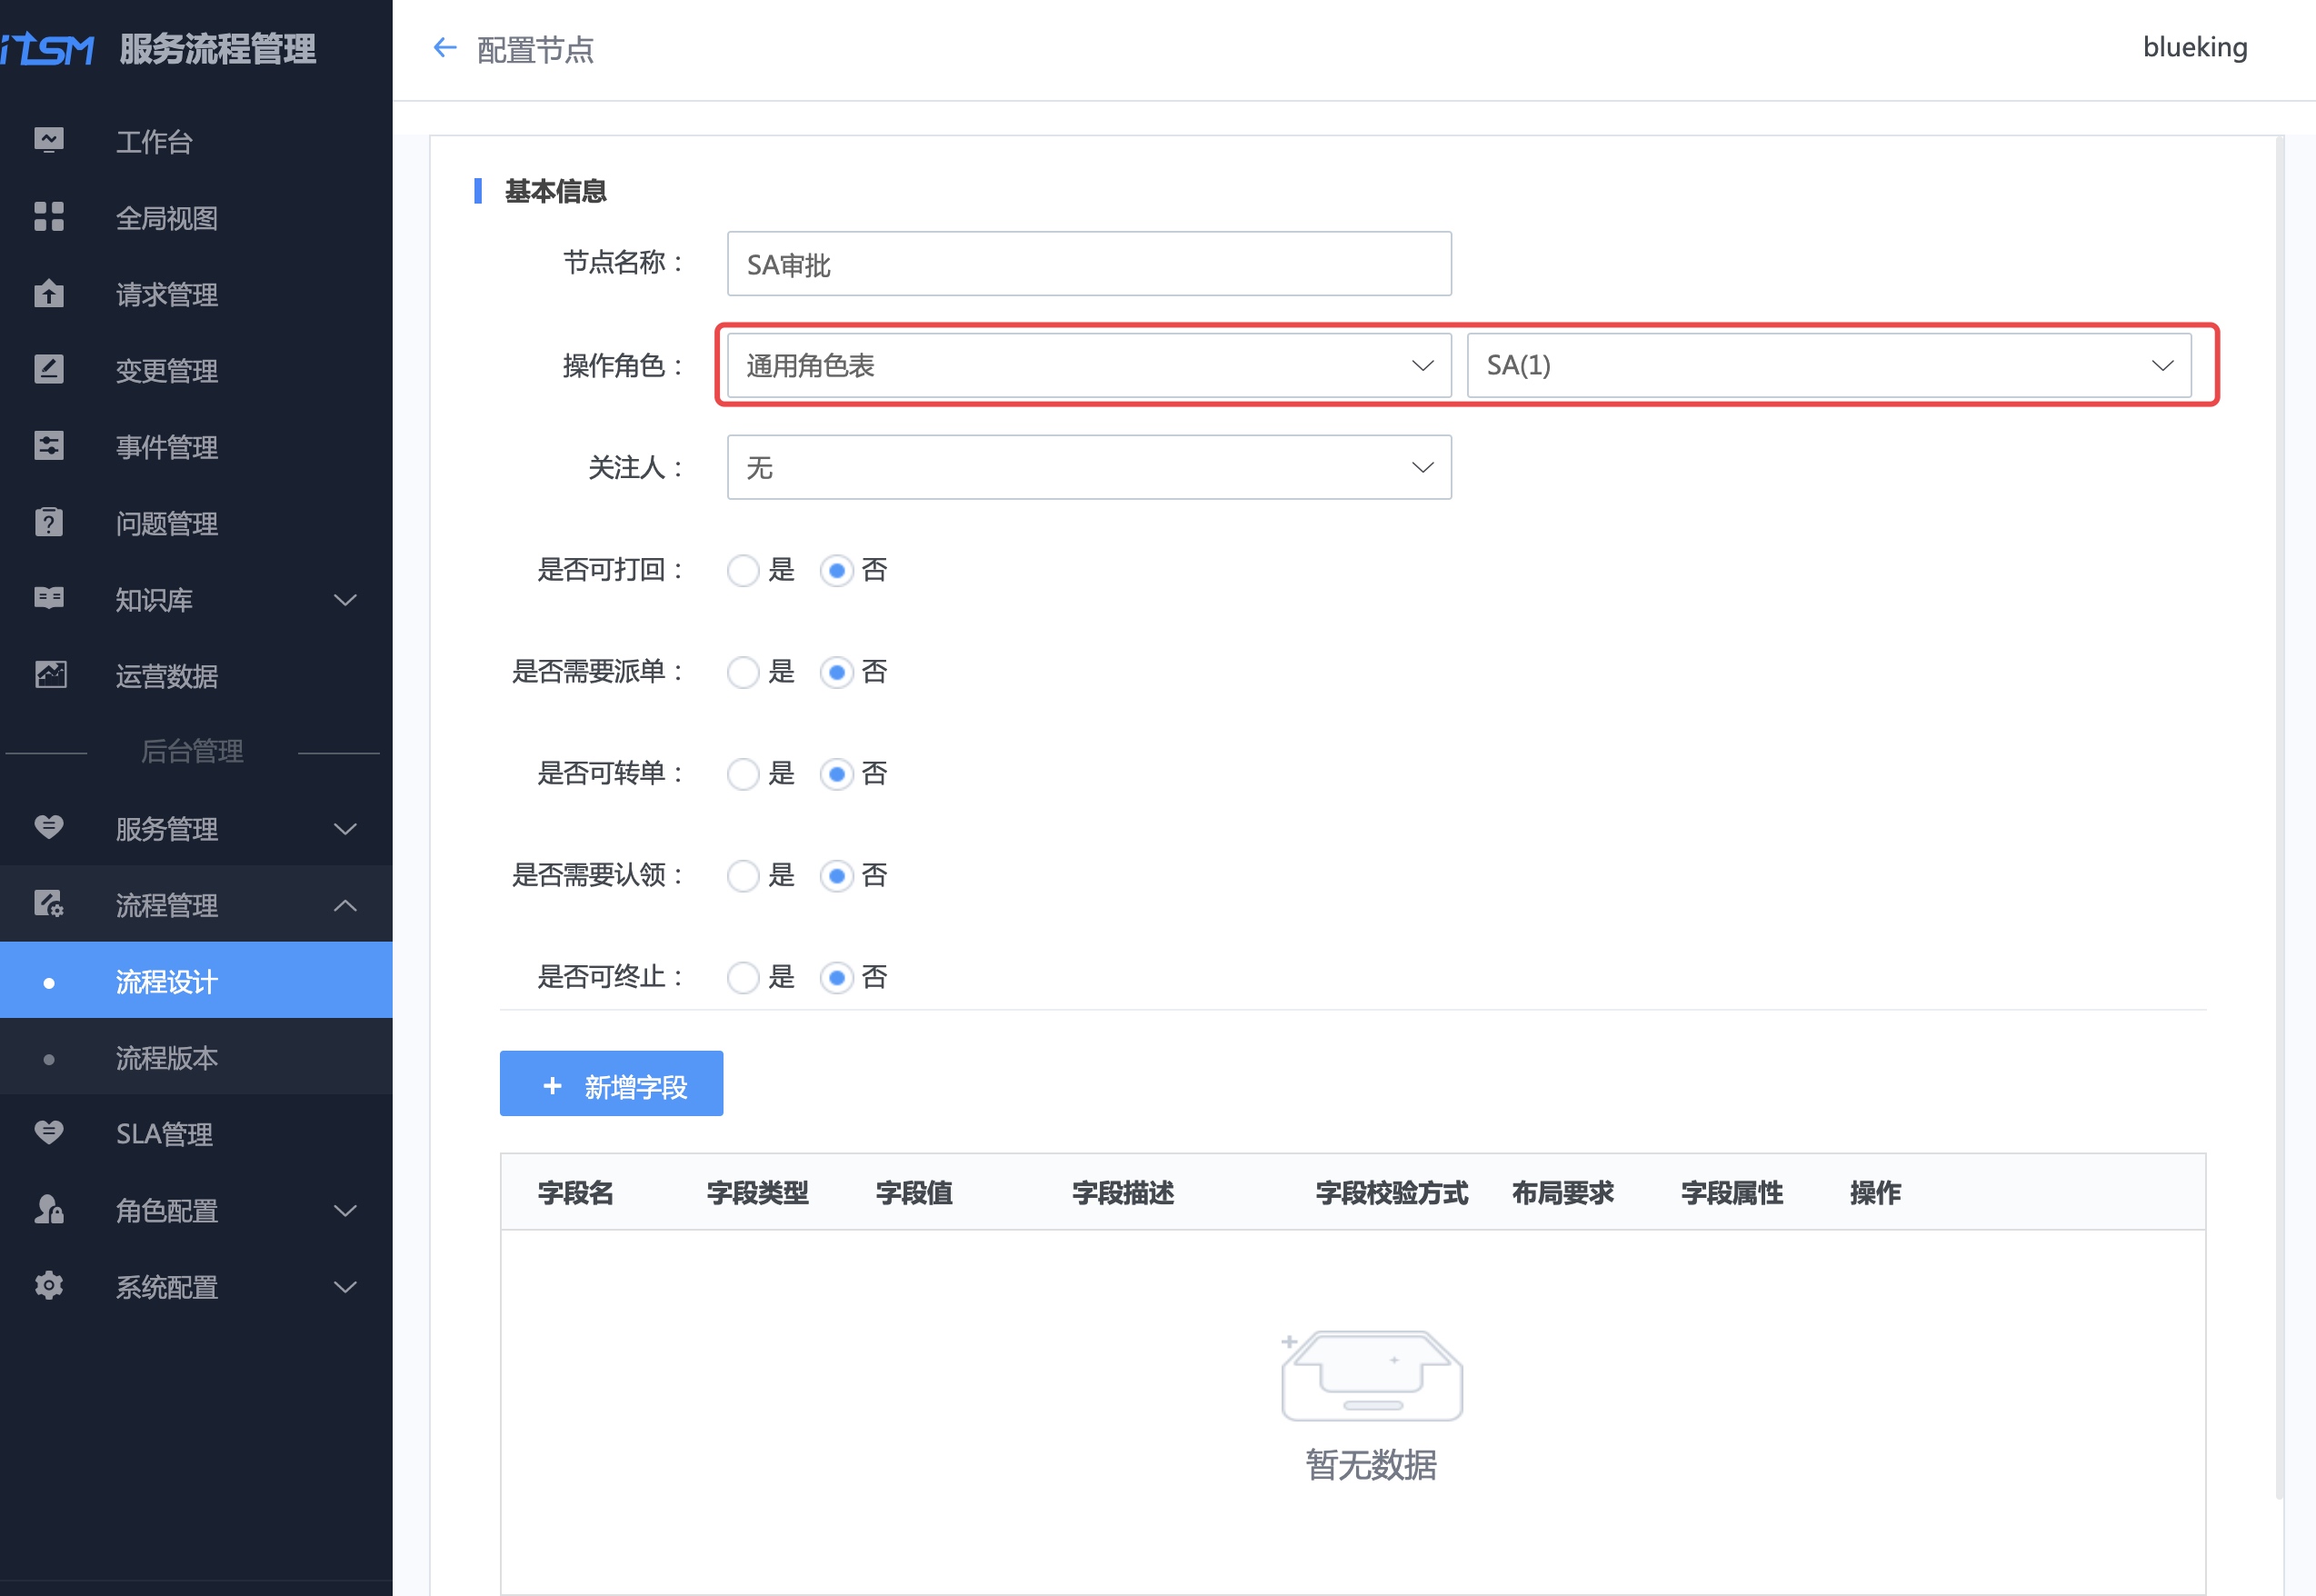 iTSM 服务流程管理
工作台
全局视图
请求管理
变更管理
事件管理
问题管理
知识库
运营数据
后台管理
服务管理
流程管理
流程设计
流程版本
SLA管理
角色配置
系统配置
配置节点
blueking
基本信息
节点名称： SA审批
操作角色： 通用角色表 SA(1)
关注人： 无
是否可打回： 是 否
是否需要派单： 是 否
是否可转单： 是 否
是否需要认领： 是 否
是否可终止： 是 否
+ 新增字段
字段名 字段类型 字段值 字段描述 字段校验方式 布局要求 字段属性 操作
暂无数据